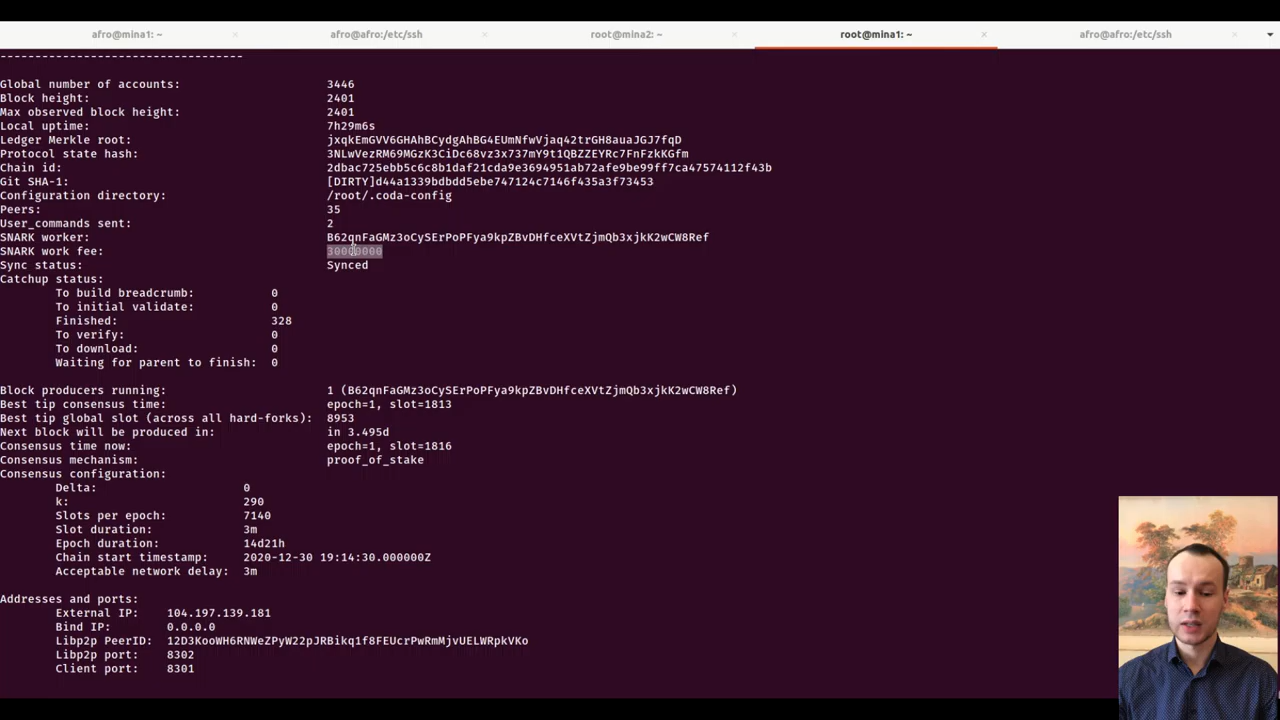 afro@mina1: ~ × afro@afro:/etc/ssh × root@mina2: ~ × root@mina1: ~ × afro@afro:/etc/ssh ×
-----------------------------------
Global number of accounts: 3446
Block height: 2401
Max observed block height: 2401
Local uptime: 7h29m6s
Ledger Merkle root: jxqkEmGVV6GHAhBCydgAhBG4EUmNfwVjaq42trGH8auaJGJ7fqD
Protocol state hash: 3NLwVezRM69MGzK3CiDc68vz3x737mY9t1QBZZEYRc7FnFzkKGfm
Chain id: 2dbac725ebb5c6c8b1daf21cda9e3694951ab72afe9be99ff7ca47574112f43b
Git SHA-1: [DIRTY]d44a1339bdbdd5ebe747124c7146f435a3f73453
Configuration directory: /root/.coda-config
Peers: 35
User_commands sent: 2
SNARK worker: B62qnFaGMz3oCySErPoPFya9kpZBvDHfceXVtZjmQb3xjkK2wCW8Ref
SNARK work fee:
Sync status: Synced
Catchup status:
To build breadcrumb: 0
To initial validate: 0
Finished: 328
To verify: 0
To download: 0
Waiting for parent to finish: 0
Block producers running: 1 (B62qnFaGMz3oCySErPoPFya9kpZBvDHfceXVtZjmQb3xjkK2wCW8Ref)
Best tip consensus time: epoch=1, slot=1813
Best tip global slot (across all hard-forks): 8953
Next block will be produced in: in 3.495d
Consensus time now: epoch=1, slot=1816
Consensus mechanism: proof_of_stake
Consensus configuration:
Delta: 0
k: 290
Slots per epoch: 7140
Slot duration: 3m
Epoch duration: 14d21h
Chain start timestamp: 2020-12-30 19:14:30.000000Z
Acceptable network delay: 3m
Addresses and ports:
External IP: 104.197.139.181
Bind IP: 0.0.0.0
Libp2p PeerID: 12D3KooWH6RNWeZPyW22pJRBikq1f8FEUcrPwRmMjvUELWRpkVKo
Libp2p port: 8302
Client port: 8301